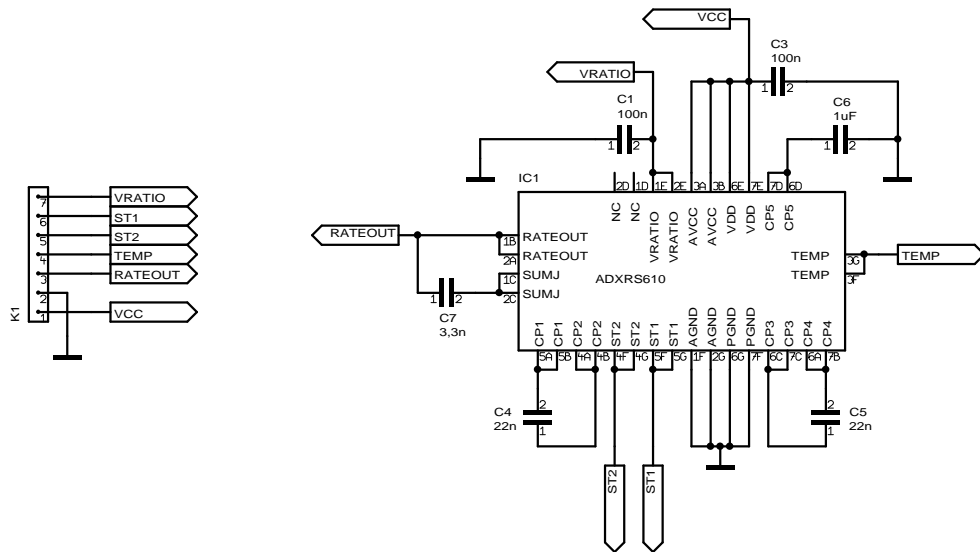 VCC
C3
100n
1 2
VRATIO
C1
100n
1 2
C6
1uF
1 2
IC1
2D 1D 1E 2E 3A 3B 6E 7E 7D 6D
NC NC VRATIO VRATIO AVCC AVCC VDD VDD CP5 CP5
7 VRATIO
6 ST1
5 ST2
4 TEMP
3 RATEOUT
2
1 VCC
K1
RATEOUT
1B RATEOUT
2A RATEOUT
1C SUMJ
2C SUMJ
ADXRS610
TEMP 3G
TEMP 3F
TEMP
1 2
C7
3,3n
CP1 CP1 CP2 CP2 ST2 ST2 ST1 ST1 AGND AGND PGND PGND CP3 CP3 CP4 CP4
5A 5B 4A 4B 4F 4G 5F 5G 1F 2G 6G 7F 6C 7C 6A 7B
C4
22n
2
1
C5
22n
2
1
ST2
ST1